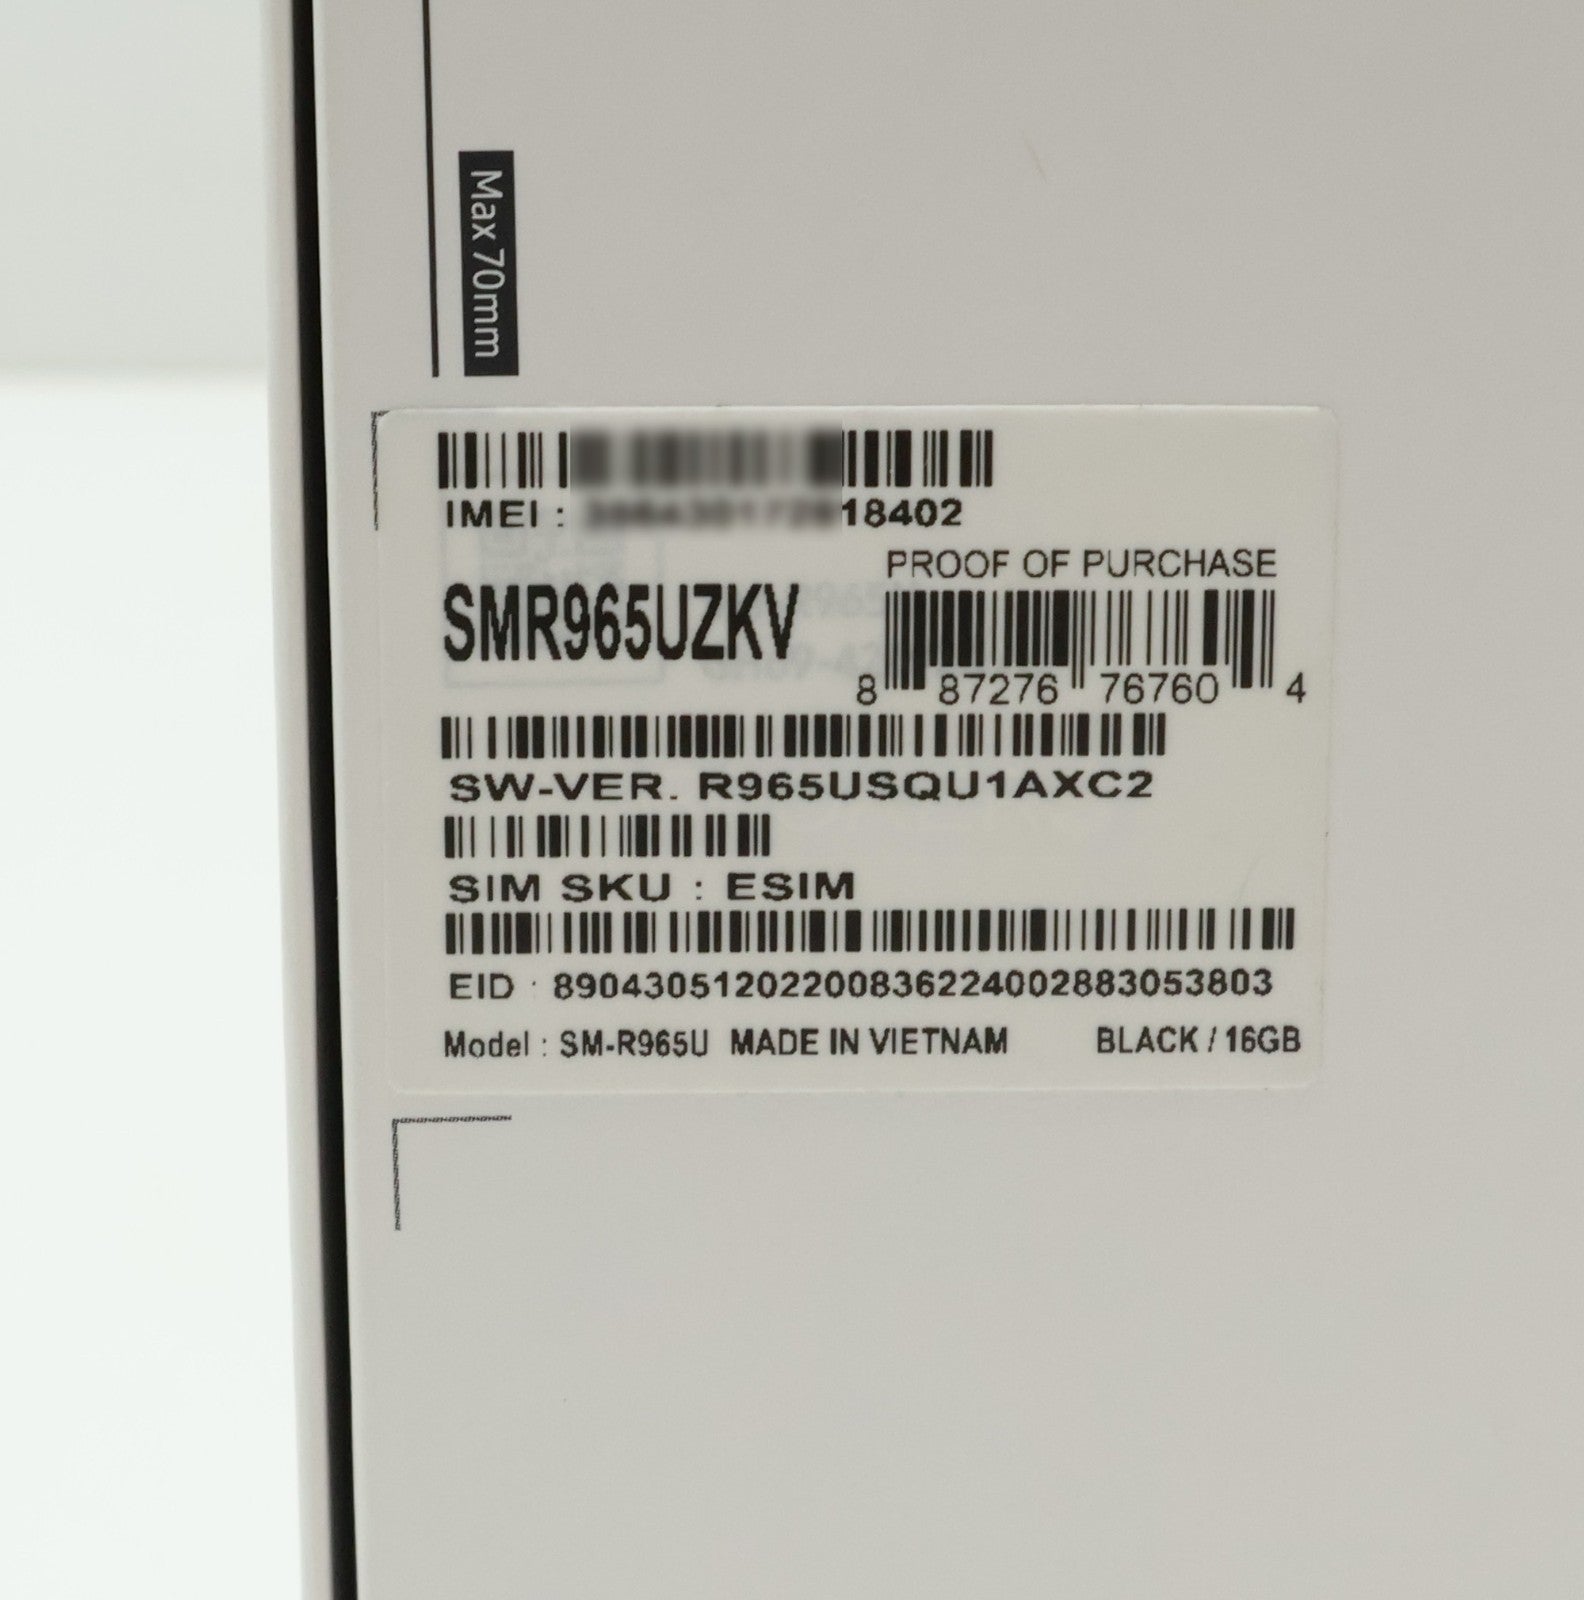 Max 70mm
IMEI : 18402
PROOF OF PURCHASE
SMR965UZKV
8 87276 76760 4
SW-VER. R965USQU1AXC2
SIM SKU : ESIM
EID : 89043051202200836224002883053803
Model : SM-R965U MADE IN VIETNAM BLACK / 16GB